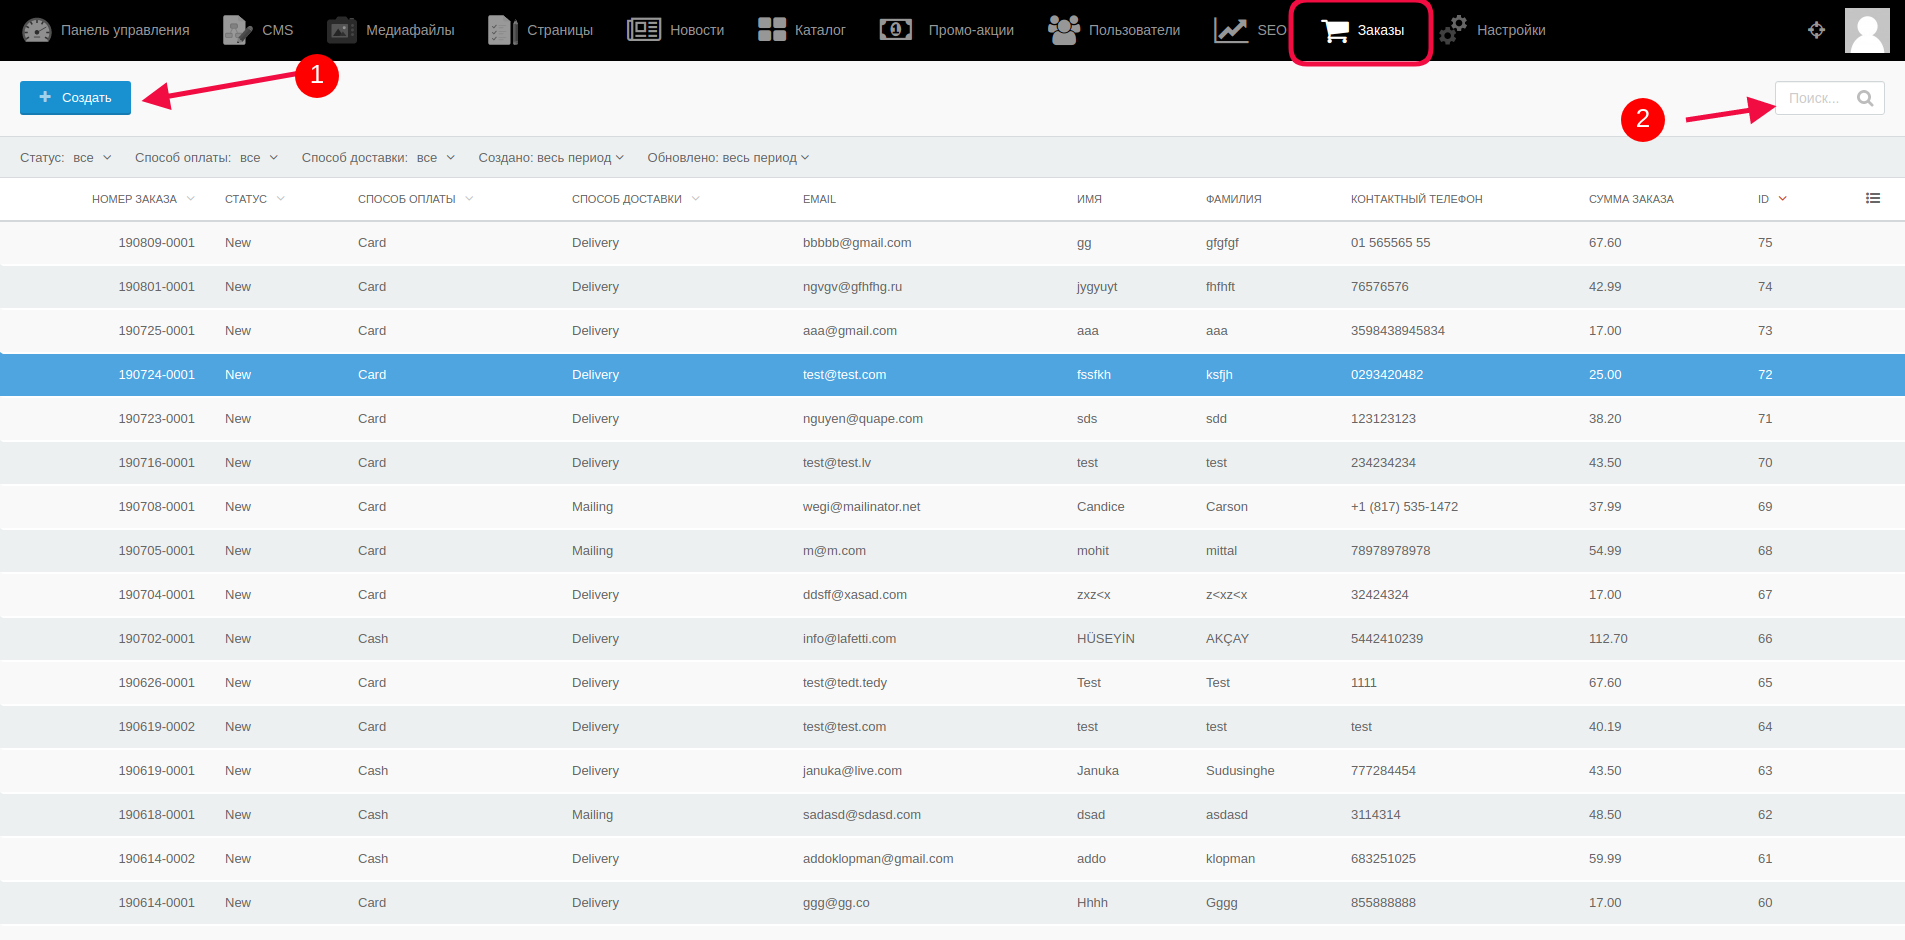 Панель управления CMS Медиафайлы Страницы Новости Каталог Промо-акции Пользователи SEO Заказы Настройки
1
Создать
Поиск...
2
Статус: все Способ оплаты: все Способ доставки: все Создано: весь период Обновлено: весь период
НОМЕР ЗАКАЗА СТАТУС СПОСОБ ОПЛАТЫ СПОСОБ ДОСТАВКИ EMAIL ИМЯ ФАМИЛИЯ КОНТАКТНЫЙ ТЕЛЕФОН СУММА ЗАКАЗА ID
190809-0001 New Card Delivery bbbbb@gmail.com gg gfgfgf 01 565565 55 67.60 75
190801-0001 New Card Delivery ngvgv@gfhfhg.ru jygyuyt fhfhft 76576576 42.99 74
190725-0001 New Card Delivery aaa@gmail.com aaa aaa 3598438945834 17.00 73
190724-0001 New Card Delivery test@test.com fssfkh ksfjh 0293420482 25.00 72
190723-0001 New Card Delivery nguyen@quape.com sds sdd 123123123 38.20 71
190716-0001 New Card Delivery test@test.lv test test 234234234 43.50 70
190708-0001 New Card Mailing wegi@mailinator.net Candice Carson +1 (817) 535-1472 37.99 69
190705-0001 New Card Mailing m@m.com mohit mittal 78978978978 54.99 68
190704-0001 New Card Delivery ddsff@xasad.com zxz<x z<xz<x 32424324 17.00 67
190702-0001 New Cash Delivery info@lafetti.com HÜSEYİN AKÇAY 5442410239 112.70 66
190626-0001 New Card Delivery test@tedt.tedy Test Test 1111 67.60 65
190619-0002 New Card Delivery test@test.com test test test 40.19 64
190619-0001 New Cash Delivery januka@live.com Januka Sudusinghe 777284454 43.50 63
190618-0001 New Cash Mailing sadasd@sdasd.com dsad asdasd 3114314 48.50 62
190614-0002 New Cash Delivery addoklopman@gmail.com addo klopman 683251025 59.99 61
190614-0001 New Card Delivery ggg@gg.co Hhhh Gggg 855888888 17.00 60